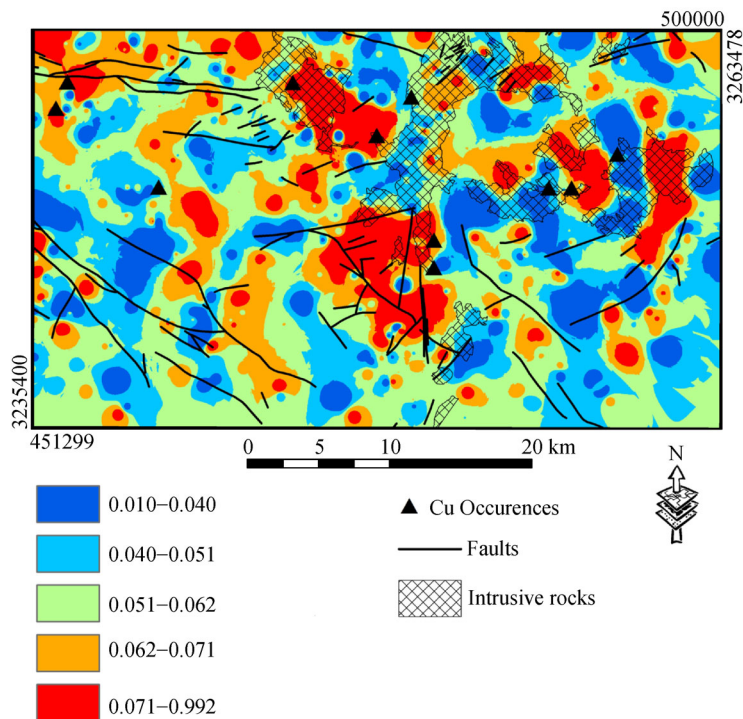 500000
3263478
3235400
451299
0 5 10 20 km
N
0.010−0.040
0.040−0.051
0.051−0.062
0.062−0.071
0.071−0.992
Cu Occurences
Faults
Intrusive rocks